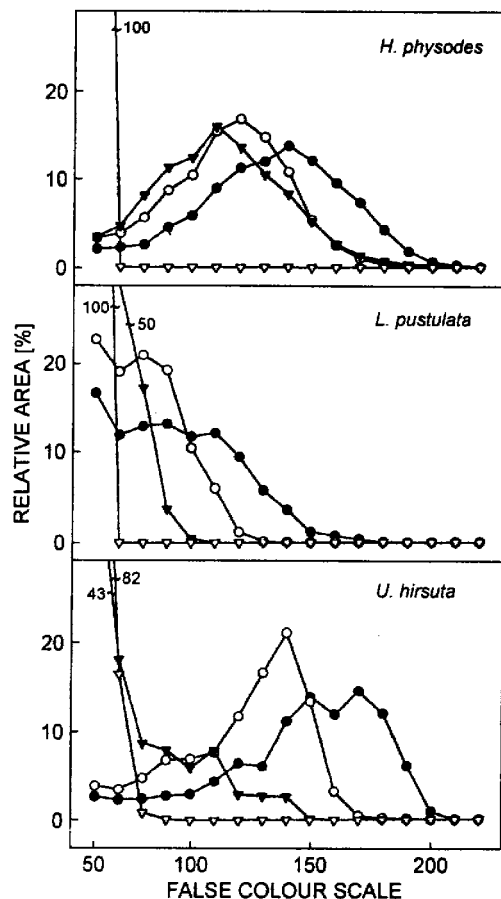 ~100
H. physodes
20
10
0
100~
~50
L. pustulata
20
10
0
RELATIVE AREA [%]
~82
43~
U. hirsuta
20
10
0
50 100 150 200
FALSE COLOUR SCALE